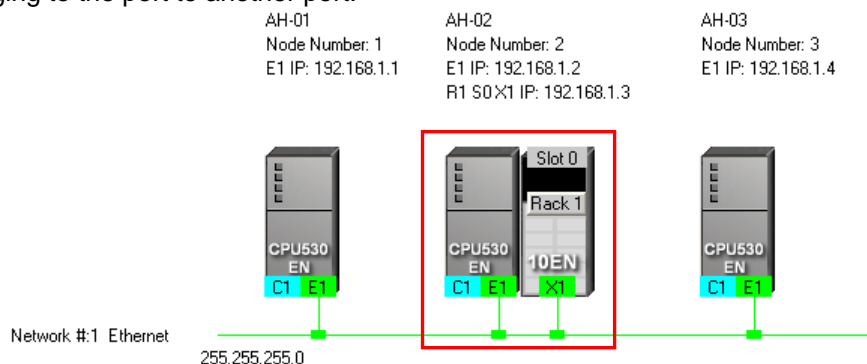 ging to the port to another port.
AH-01
Node Number: 1
E1 IP: 192.168.1.1
AH-02
Node Number: 2
E1 IP: 192.168.1.2
R1 S0 X1 IP: 192.168.1.3
AH-03
Node Number: 3
E1 IP: 192.168.1.4
CPU530
EN
C1 E1
Slot 0
Rack 1
CPU530
EN
10EN
C1 E1
X1
CPU530
EN
C1 E1
Network #:1 Ethernet
255.255.255.0